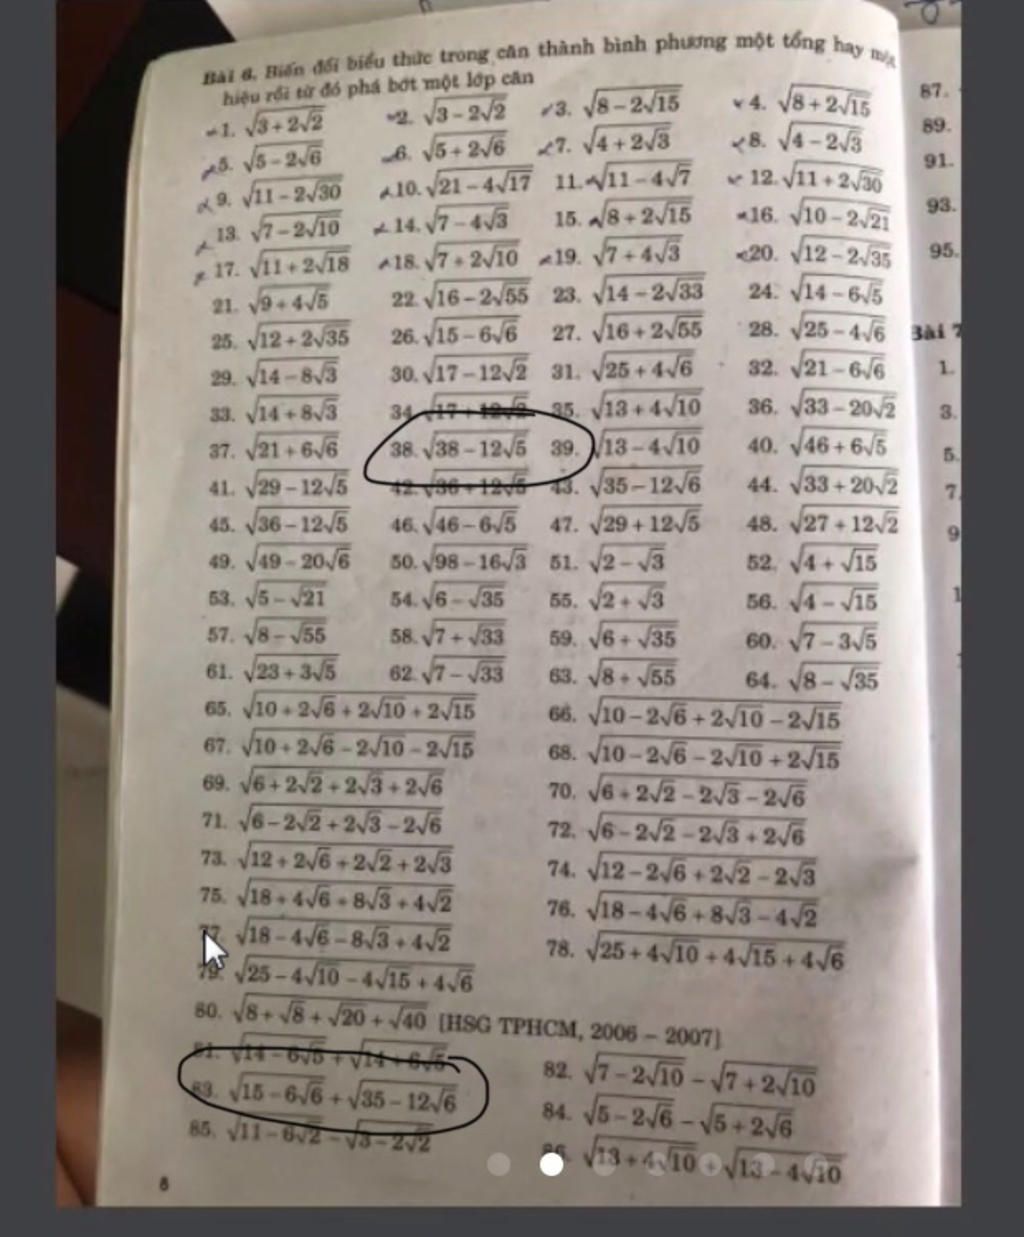 Bài 6. Biến đổi biểu thức trong căn thành bình phương một tổng hay một
hiệu rồi từ đó phá bớt một lớp căn
1. √(3+2√2) 2. √(3−2√2) 3. √(8−2√15) 4. √(8+2√15)
5. √(5−2√6) 6. √(5+2√6) 7. √(4+2√3) 8. √(4−2√3)
9. √(11−2√30) 10. √(21−4√17) 11. √(11−4√7) 12. √(11+2√30)
13. √(7−2√10) 14. √(7−4√3) 15. √(8+2√15) 16. √(10−2√21)
17. √(11+2√18) 18. √(7+2√10) 19. √(7+4√3) 20. √(12−2√35)
21. √(9+4√5) 22. √(16−2√55) 23. √(14−2√33) 24. √(14−6√5)
25. √(12+2√35) 26. √(15−6√6) 27. √(16+2√55) 28. √(25−4√6)
29. √(14−8√3) 30. √(17−12√2) 31. √(25+4√6) 32. √(21−6√6)
33. √(14+8√3) 34. √(17+12√2) 35. √(13+4√10) 36. √(33−20√2)
37. √(21+6√6) 38. √(38−12√5) 39. √(13−4√10) 40. √(46+6√5)
41. √(29−12√5) 42. √(36+12√5) 43. √(35−12√6) 44. √(33+20√2)
45. √(36−12√5) 46. √(46−6√5) 47. √(29+12√5) 48. √(27+12√2)
49. √(49−20√6) 50. √(98−16√3) 51. √(2−√3) 52. √(4+√15)
53. √(5−√21) 54. √(6−√35) 55. √(2+√3) 56. √(4−√15)
57. √(8−√55) 58. √(7+√33) 59. √(6+√35) 60. √(7−3√5)
61. √(23+3√5) 62. √(7−√33) 63. √(8+√55) 64. √(8−√35)
65. √(10+2√6+2√10+2√15) 66. √(10−2√6+2√10−2√15)
67. √(10+2√6−2√10−2√15) 68. √(10−2√6−2√10+2√15)
69. √(6+2√2+2√3+2√6) 70. √(6+2√2−2√3−2√6)
71. √(6−2√2+2√3−2√6) 72. √(6−2√2−2√3+2√6)
73. √(12+2√6+2√2+2√3) 74. √(12−2√6+2√2−2√3)
75. √(18+4√6+8√3+4√2) 76. √(18−4√6+8√3−4√2)
77. √(18−4√6−8√3+4√2) 78. √(25+4√10+4√15+4√6)
79. √(25−4√10−4√15+4√6)
80. √(8+√8+√20+√40) [HSG TPHCM, 2006 – 2007]
81. √(14−6√5)+√(14+6√5) 82. √(7−2√10)−√(7+2√10)
83. √(15−6√6)+√(35−12√6) 84. √(5−2√6)−√(5+2√6)
85. √(11−6√2)−√(3−2√2) 86. √(13+4√10)+√(13−4√10)
87.
89.
91.
93.
95.
Bài 7
1.
3.
5.
7.
9